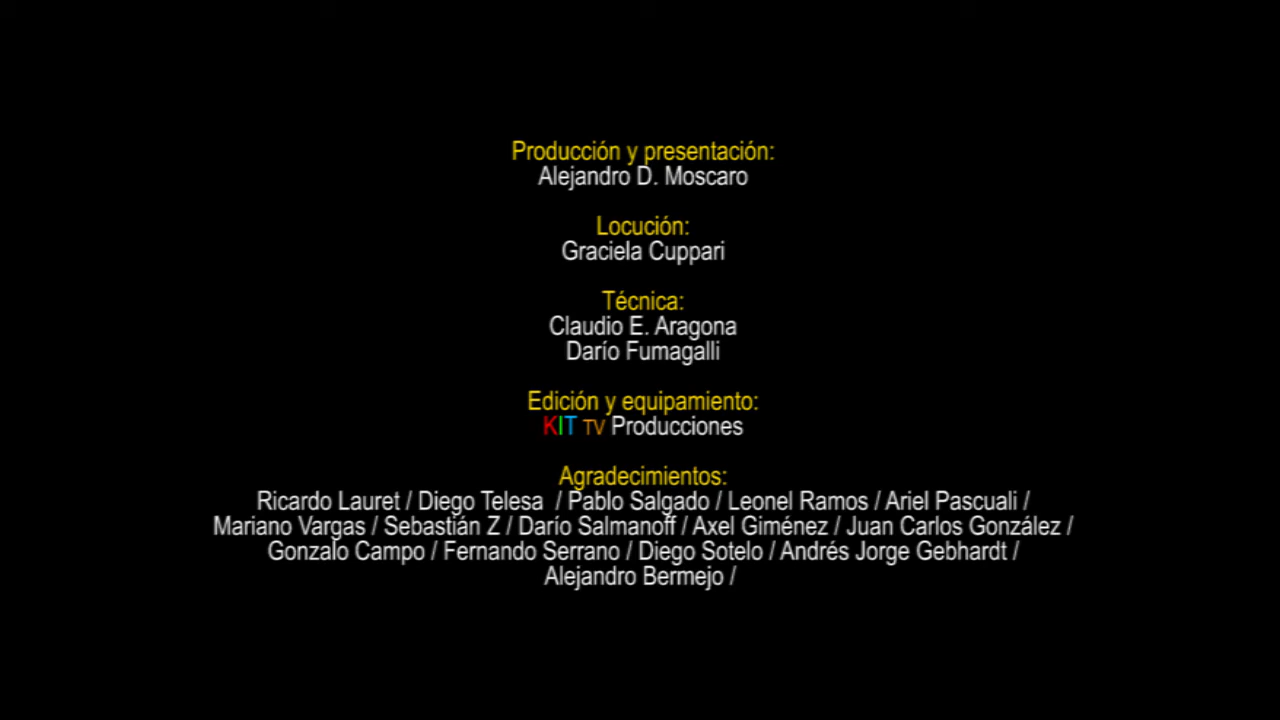 Producción y presentación:
Alejandro D. Moscaro
Locución:
Graciela Cuppari
Técnica:
Claudio E. Aragona
Darío Fumagalli
Edición y equipamiento:
KIT TV Producciones
Agradecimientos:
Ricardo Lauret / Diego Telesa / Pablo Salgado / Leonel Ramos / Ariel Pascuali /
Mariano Vargas / Sebastián Z / Darío Salmanoff / Axel Giménez / Juan Carlos González /
Gonzalo Campo / Fernando Serrano / Diego Sotelo / Andrés Jorge Gebhardt /
Alejandro Bermejo /